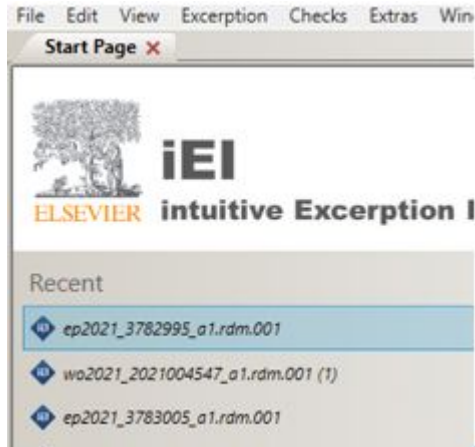 File Edit View Excerption Checks Extras Win
Start Page
iEI
ELSEVIER intuitive Excerption I
Recent
ep2021_3782995_a1.rdm.001
wo2021_2021004547_a1.rdm.001 (1)
ep2021_3783005_a1.rdm.001